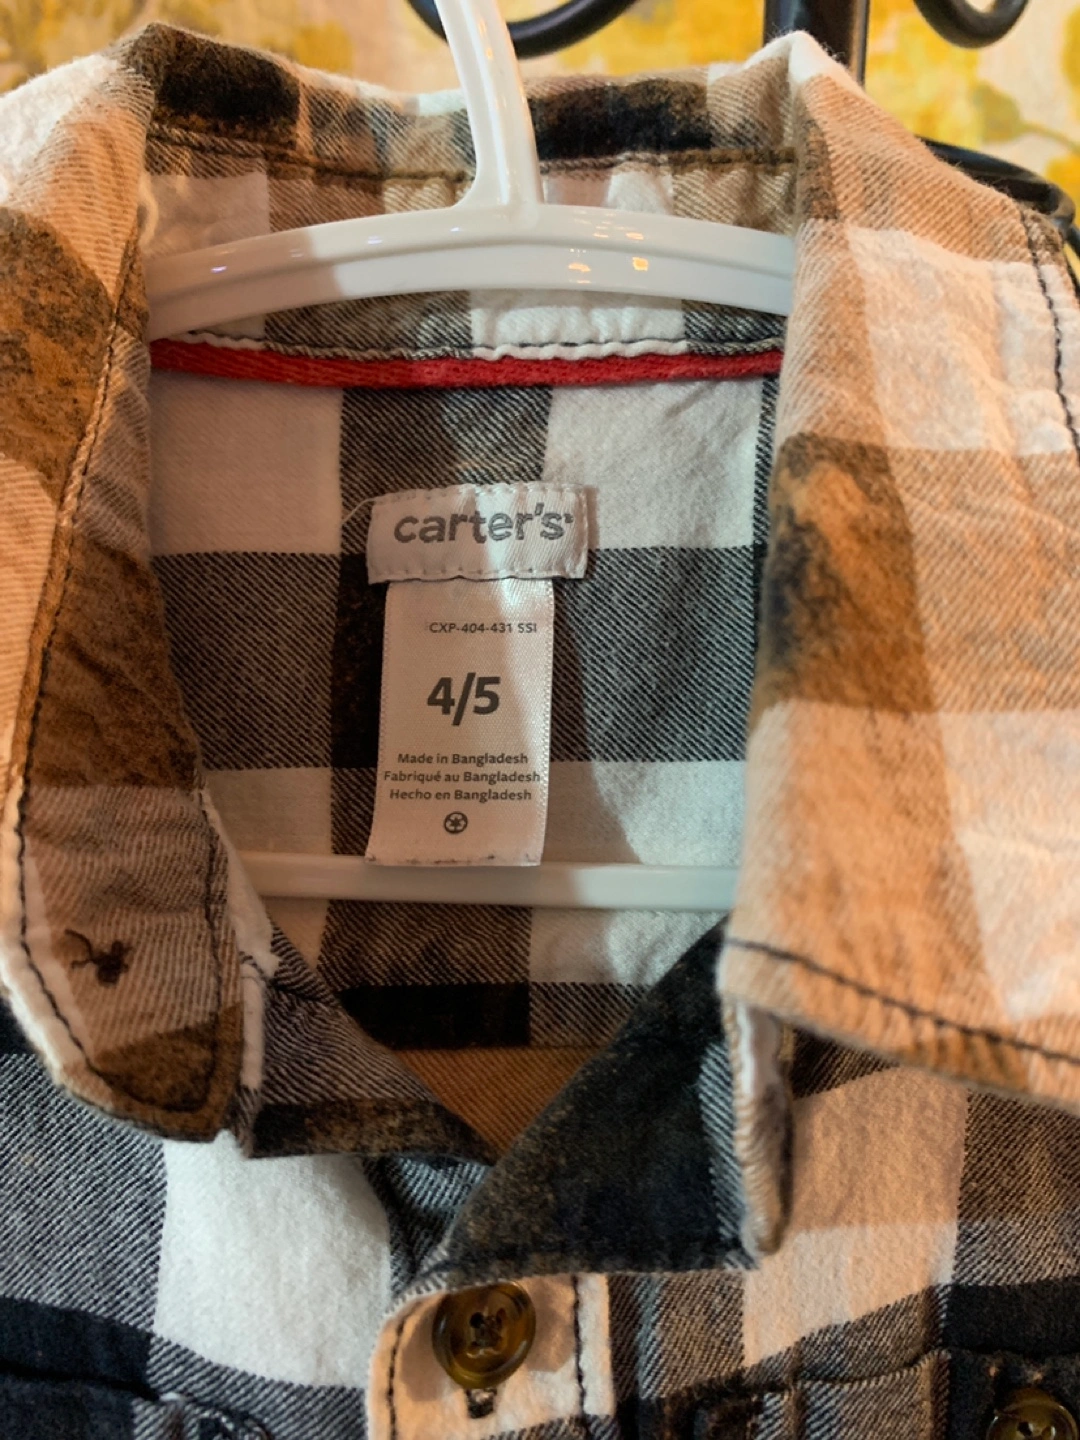 carter's
CXP-404-431 SSI
4/5
Made in Bangladesh
Fabriqué au Bangladesh
Hecho en Bangladesh